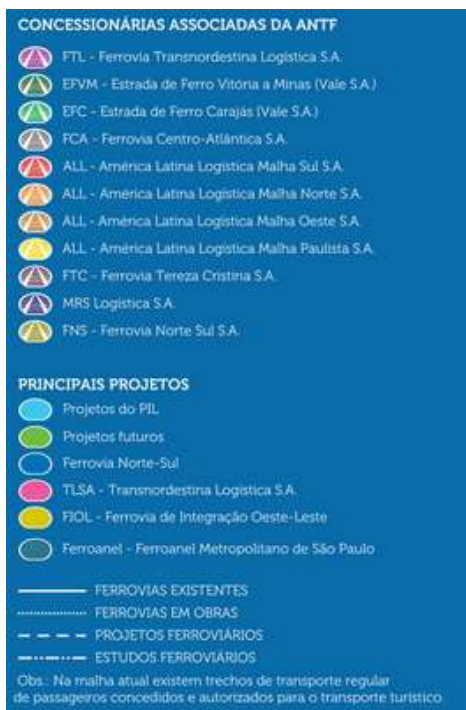 CONCESSIONÁRIAS ASSOCIADAS DA ANTF
FTL - Ferrovia Transnordestina Logística S.A.
EFVM - Estrada de Ferro Vitória a Minas (Vale S.A.)
EFC - Estrada de Ferro Carajás (Vale S.A.)
FCA - Ferrovia Centro-Atlântica S.A.
ALL - América Latina Logística Malha Sul S.A.
ALL - América Latina Logística Malha Norte S.A.
ALL - América Latina Logística Malha Oeste S.A.
ALL - América Latina Logística Malha Paulista S.A.
FTC - Ferrovia Tereza Cristina S.A.
MRS Logística S.A.
FNS - Ferrovia Norte Sul S.A.
PRINCIPAIS PROJETOS
Projetos do PIL
Projetos futuros
Ferrovia Norte-Sul
TLSA - Transnordestina Logística S.A.
FIOL - Ferrovia de Integração Oeste-Leste
Ferroanel - Ferroanel Metropolitano de São Paulo
FERROVIAS EXISTENTES
FERROVIAS EM OBRAS
PROJETOS FERROVIÁRIOS
ESTUDOS FERROVIÁRIOS
Obs.: Na malha atual existem trechos de transporte regular
de passageiros concedidos e autorizados para o transporte turístico